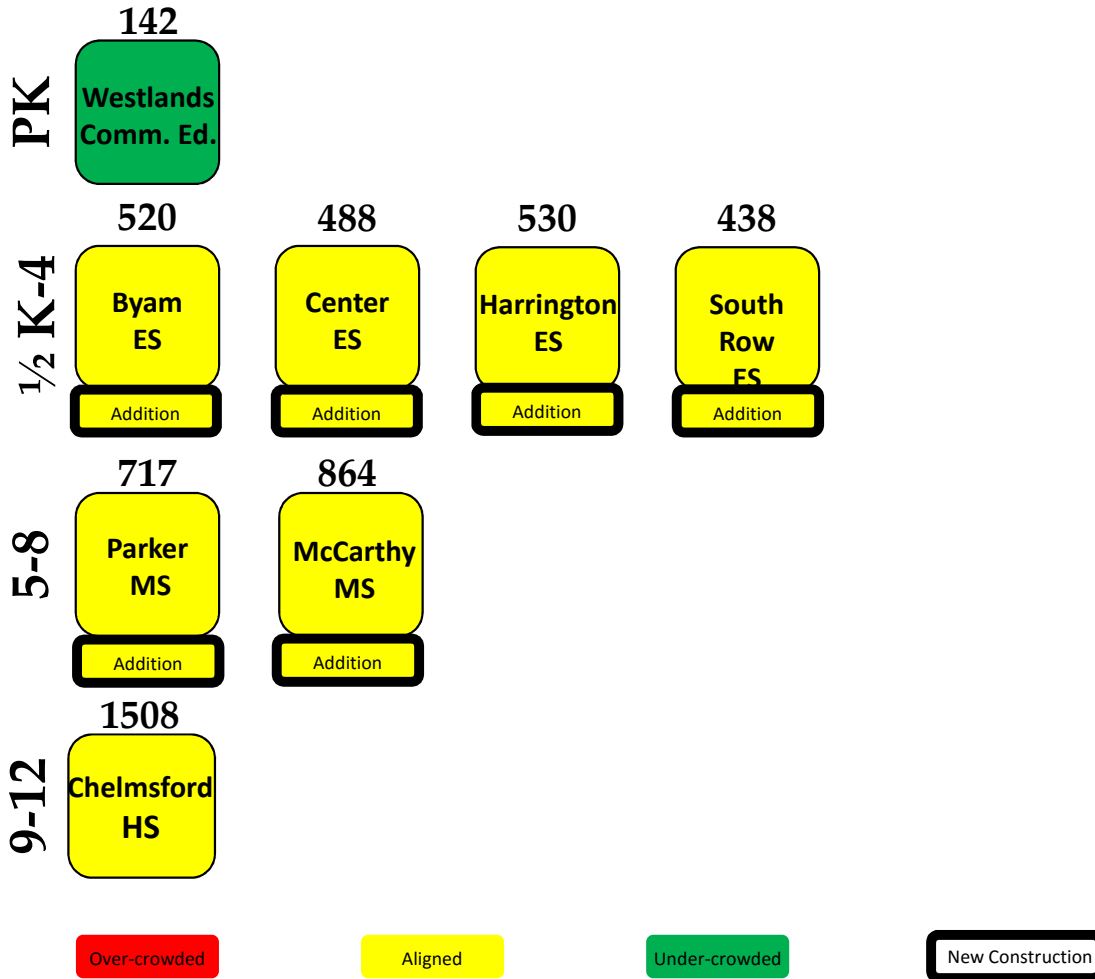 142
PK
Westlands
Comm. Ed.
520 488 530 438
½ K-4
Byam
ES
Center
ES
Harrington
ES
South
Row
ES
Addition Addition Addition Addition
717 864
5-8
Parker
MS
McCarthy
MS
Addition Addition
1508
9-12
Chelmsford
HS
Over-crowded Aligned Under-crowded New Construction